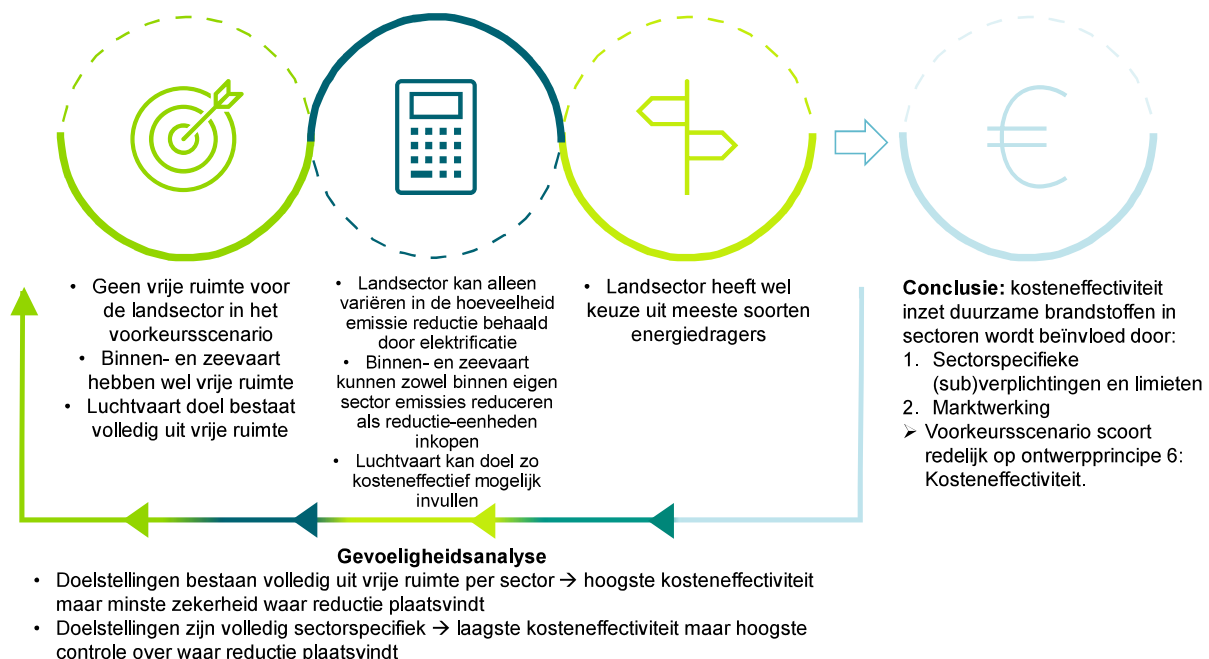 • Geen vrije ruimte voor
de landsector in het
voorkeursscenario
• Binnen- en zeevaart
hebben wel vrije ruimte
• Luchtvaart doel bestaat
volledig uit vrije ruimte
• Landsector kan alleen
variëren in de hoeveelheid
emissie reductie behaald
door elektrificatie
• Binnen- en zeevaart
kunnen zowel binnen eigen
sector emissies reduceren
als reductie-eenheden
inkopen
• Luchtvaart kan doel zo
kosteneffectief mogelijk
invullen
• Landsector heeft wel
keuze uit meeste soorten
energiedragers
Conclusie: kosteneffectiviteit
inzet duurzame brandstoffen in
sectoren wordt beïnvloed door:
1. Sectorspecifieke
(sub)verplichtingen en limieten
2. Marktwerking
➢ Voorkeursscenario scoort
redelijk op ontwerpprincipe 6:
Kosteneffectiviteit.
Gevoeligheidsanalyse
• Doelstellingen bestaan volledig uit vrije ruimte per sector → hoogste kosteneffectiviteit
maar minste zekerheid waar reductie plaatsvindt
• Doelstellingen zijn volledig sectorspecifiek → laagste kosteneffectiviteit maar hoogste
controle over waar reductie plaatsvindt